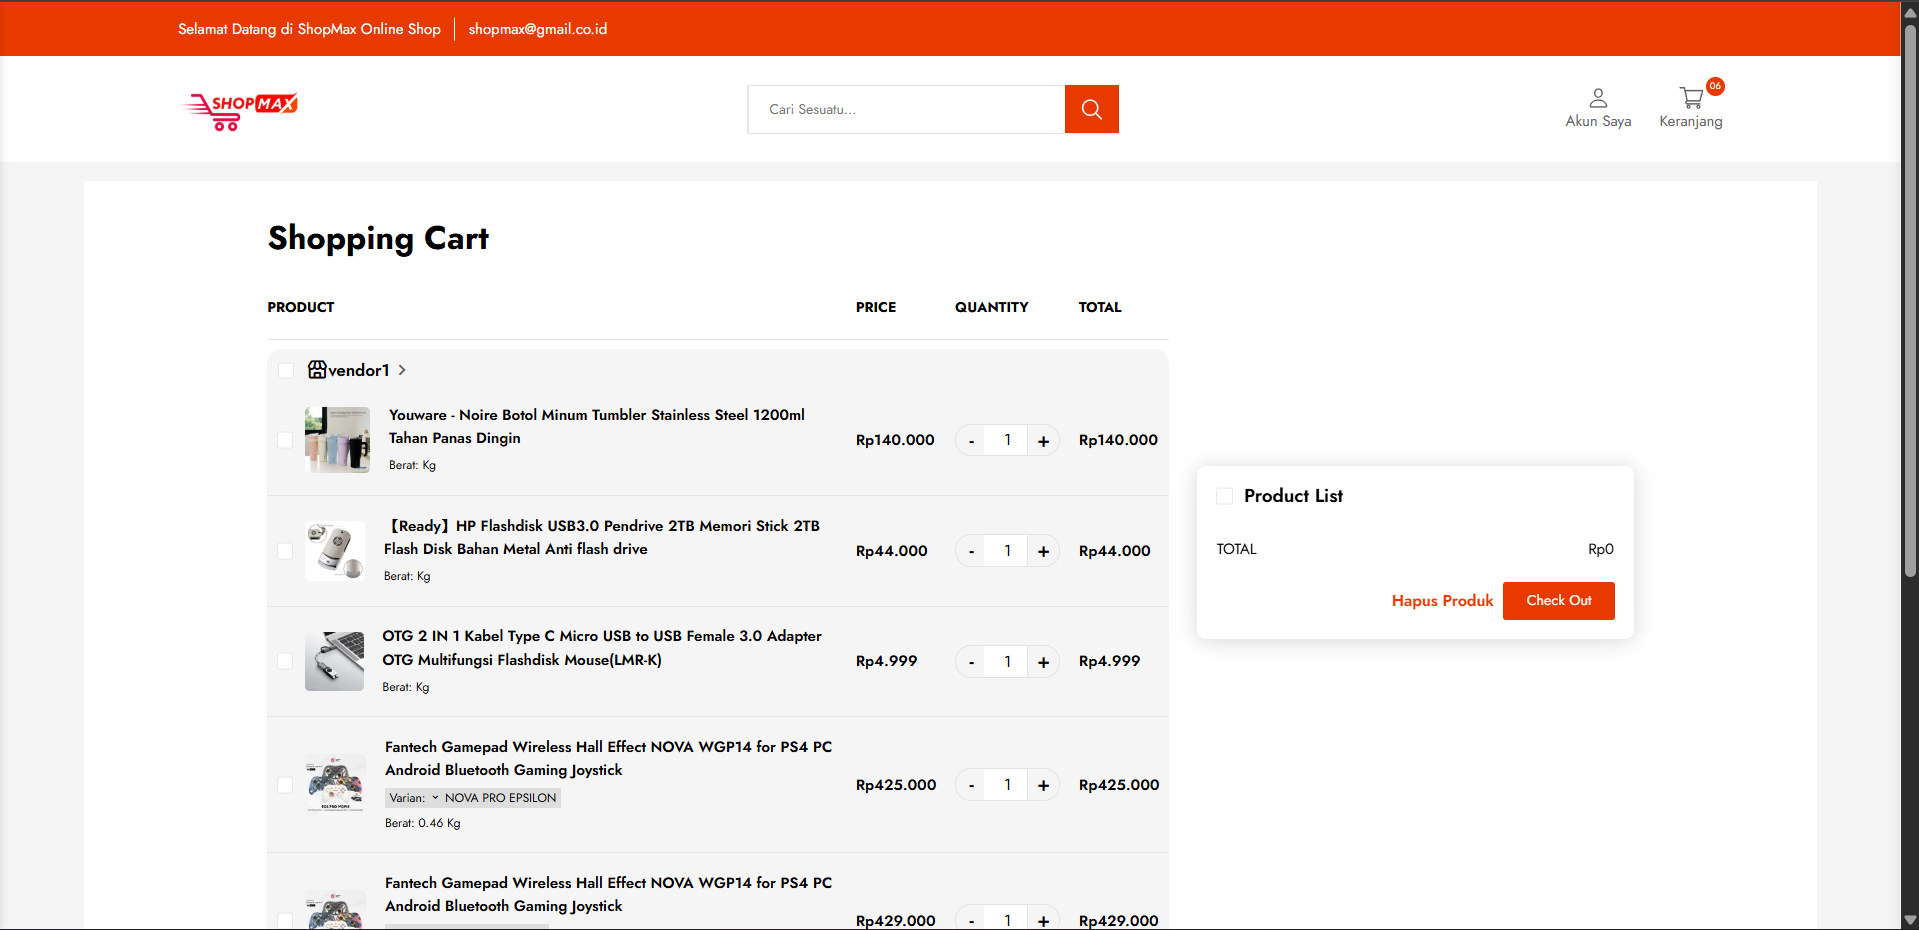 Selamat Datang di ShopMax Online Shop
shopmax@gmail.co.id
SHOPMAX
Cari Sesuatu...
Akun Saya
06
Keranjang
Shopping Cart
PRODUCT PRICE QUANTITY TOTAL
vendor1
Youware - Noire Botol Minum Tumbler Stainless Steel 1200ml
Tahan Panas Dingin
Berat: Kg
Rp140.000 - 1 + Rp140.000
【Ready】HP Flashdisk USB3.0 Pendrive 2TB Memori Stick 2TB
Flash Disk Bahan Metal Anti flash drive
Berat: Kg
Rp44.000 - 1 + Rp44.000
OTG 2 IN 1 Kabel Type C Micro USB to USB Female 3.0 Adapter
OTG Multifungsi Flashdisk Mouse(LMR-K)
Berat: Kg
Rp4.999 - 1 + Rp4.999
Fantech Gamepad Wireless Hall Effect NOVA WGP14 for PS4 PC
Android Bluetooth Gaming Joystick
Varian: NOVA PRO EPSILON
Berat: 0.46 Kg
Rp425.000 - 1 + Rp425.000
Fantech Gamepad Wireless Hall Effect NOVA WGP14 for PS4 PC
Android Bluetooth Gaming Joystick
Rp429.000 - 1 + Rp429.000
Product List
TOTAL Rp0
Hapus Produk
Check Out